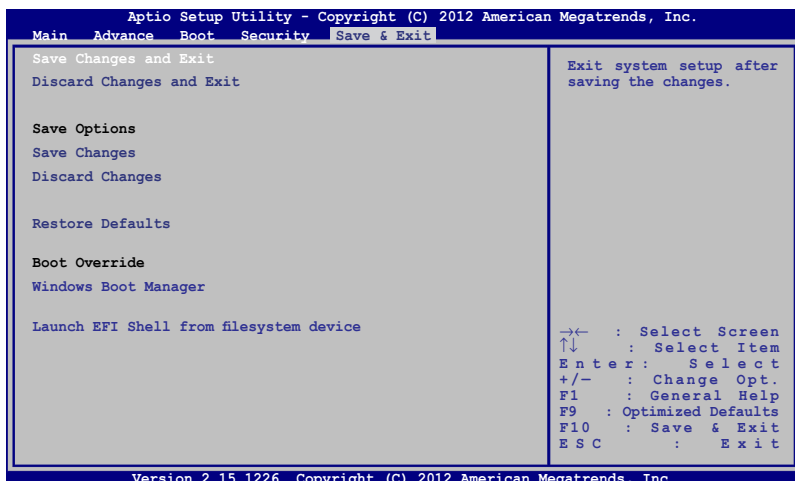 Aptio Setup Utility - Copyright (C) 2012 American Megatrends, Inc.
Main Advance Boot Security Save & Exit
Save Changes and Exit
Discard Changes and Exit
Save Options
Save Changes
Discard Changes
Restore Defaults
Boot Override
Windows Boot Manager
Launch EFI Shell from filesystem device
Exit system setup after
saving the changes.
→← : Select Screen
↑↓ : Select Item
Enter: Select
+/— : Change Opt.
F1 : General Help
F9 : Optimized Defaults
F10 : Save & Exit
ESC : Exit
Version 2.15.1226. Copyright (C) 2012 American Megatrends, Inc.